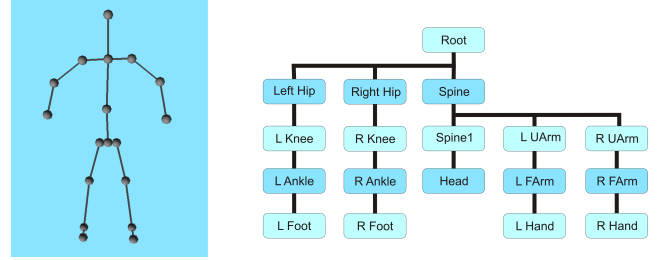 Root
Left Hip Right Hip Spine
L Knee R Knee Spine1 L UArm R UArm
L Ankle R Ankle Head L FArm R FArm
L Foot R Foot L Hand R Hand